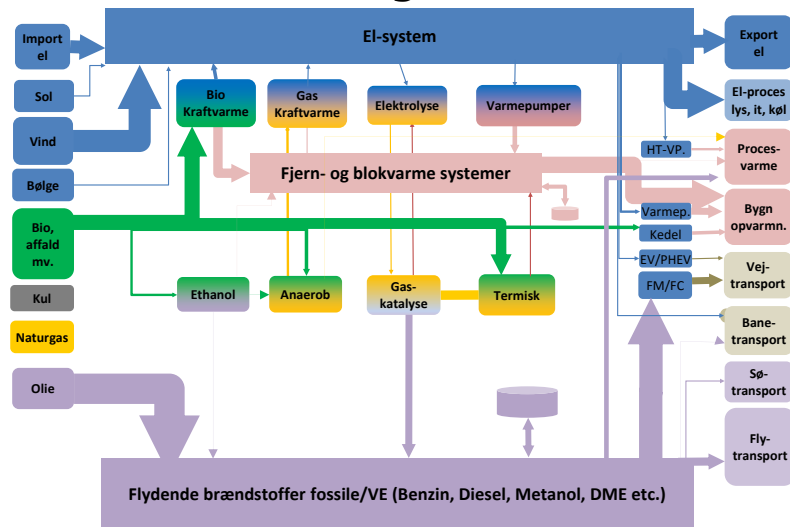 g
Import
el
El-system
Export
el
Sol
Bio
Kraftvarme
Gas
Kraftvarme
Elektrolyse
Varmepumper
El-proces
lys, it, køl
Vind
HT-VP.
Proces-
varme
Fjern- og blokvarme systemer
Bølge
Bio,
affald
mv.
Varmep.
Kedel
Bygn
opvarmn.
EV/PHEV
FM/FC
Vej-
transport
Kul
Ethanol
Anaerob
Gas-
katalyse
Termisk
Naturgas
Bane-
transport
Olie
Sø-
transport
Fly-
transport
Flydende brændstoffer fossile/VE (Benzin, Diesel, Metanol, DME etc.)